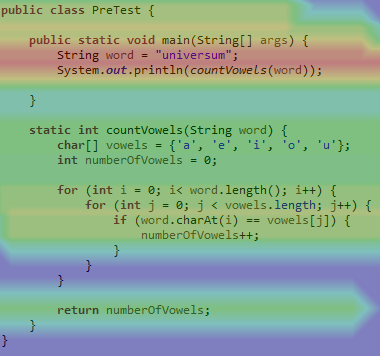 public class PreTest {
public static void main(String[] args) {
String word = "universum";
System.out.println(countVowels(word));
}
static int countVowels(String word) {
char[] vowels = {'a', 'e', 'i', 'o', 'u'};
int numberOfVowels = 0;
for (int i = 0; i< word.length(); i++) {
for (int j = 0; j < vowels.length; j++) {
if (word.charAt(i) == vowels[j]) {
numberOfVowels++;
}
}
}
return numberOfVowels;
}
}